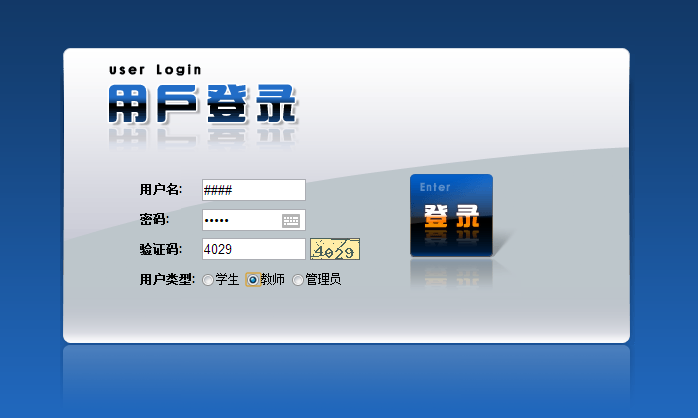 user Login
用戶登录
用户名: ####
Enter
密码: •••••
登录
验证码: 4029 4029
用户类型: 学生 教师 管理员